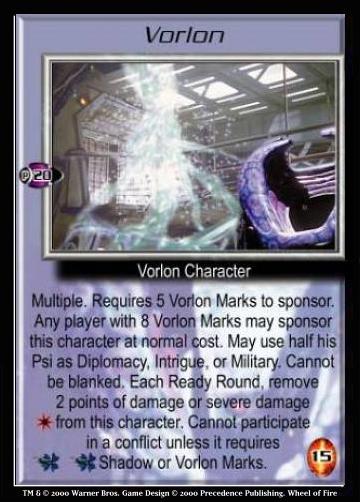 Vorlon
P 20
Vorlon Character
Multiple. Requires 5 Vorlon Marks to sponsor.
Any player with 8 Vorlon Marks may sponsor
this character at normal cost. May use half his
Psi as Diplomacy, Intrigue, or Military. Cannot
be blanked. Each Ready Round, remove
2 points of damage or severe damage
from this character. Cannot participate
in a conflict unless it requires
Shadow or Vorlon Marks.
15
TM & © 2000 Warner Bros. Game Design © 2000 Precedence Publishing. Wheel of Fire